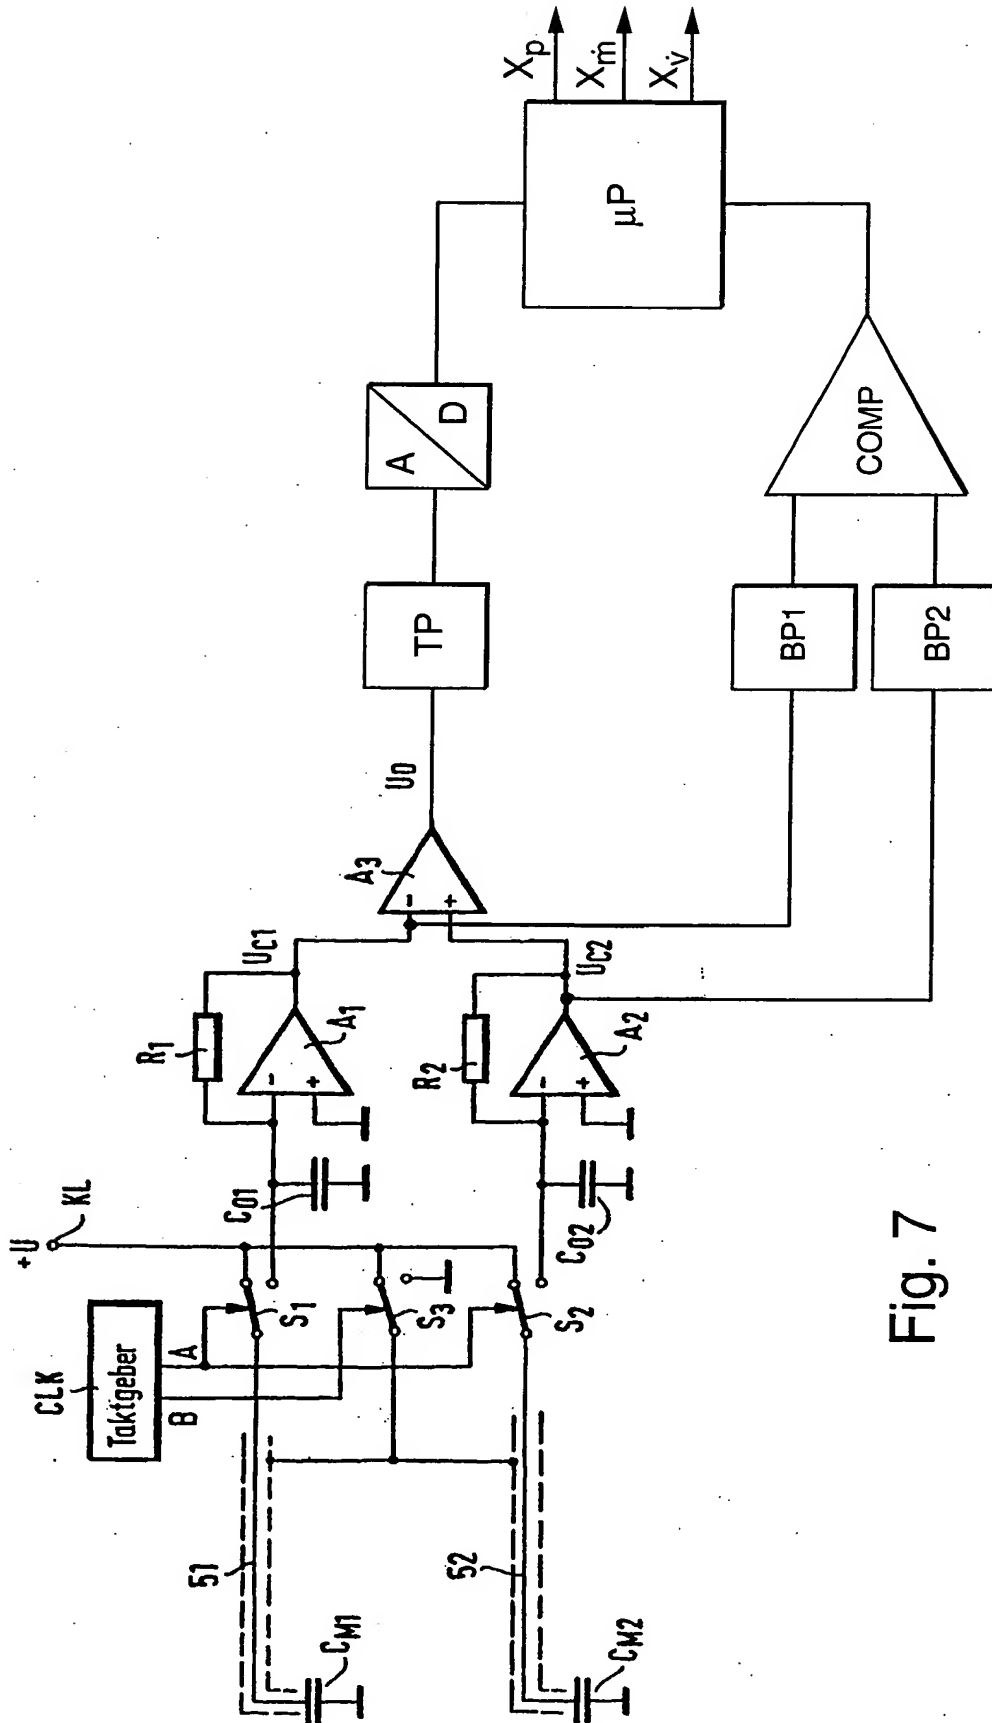 CLK
Taktgeber
A
B
+U
KL
51
S1
C01
R1
A1
UC1
CM1
S3
52
S2
C02
R2
A2
UC2
CM2
-
+
-
+
A3
-
+
UD
TP
A
D
BP1
BP2
COMP
µP
Xp
Xṁ
Xv̇
Fig. 7